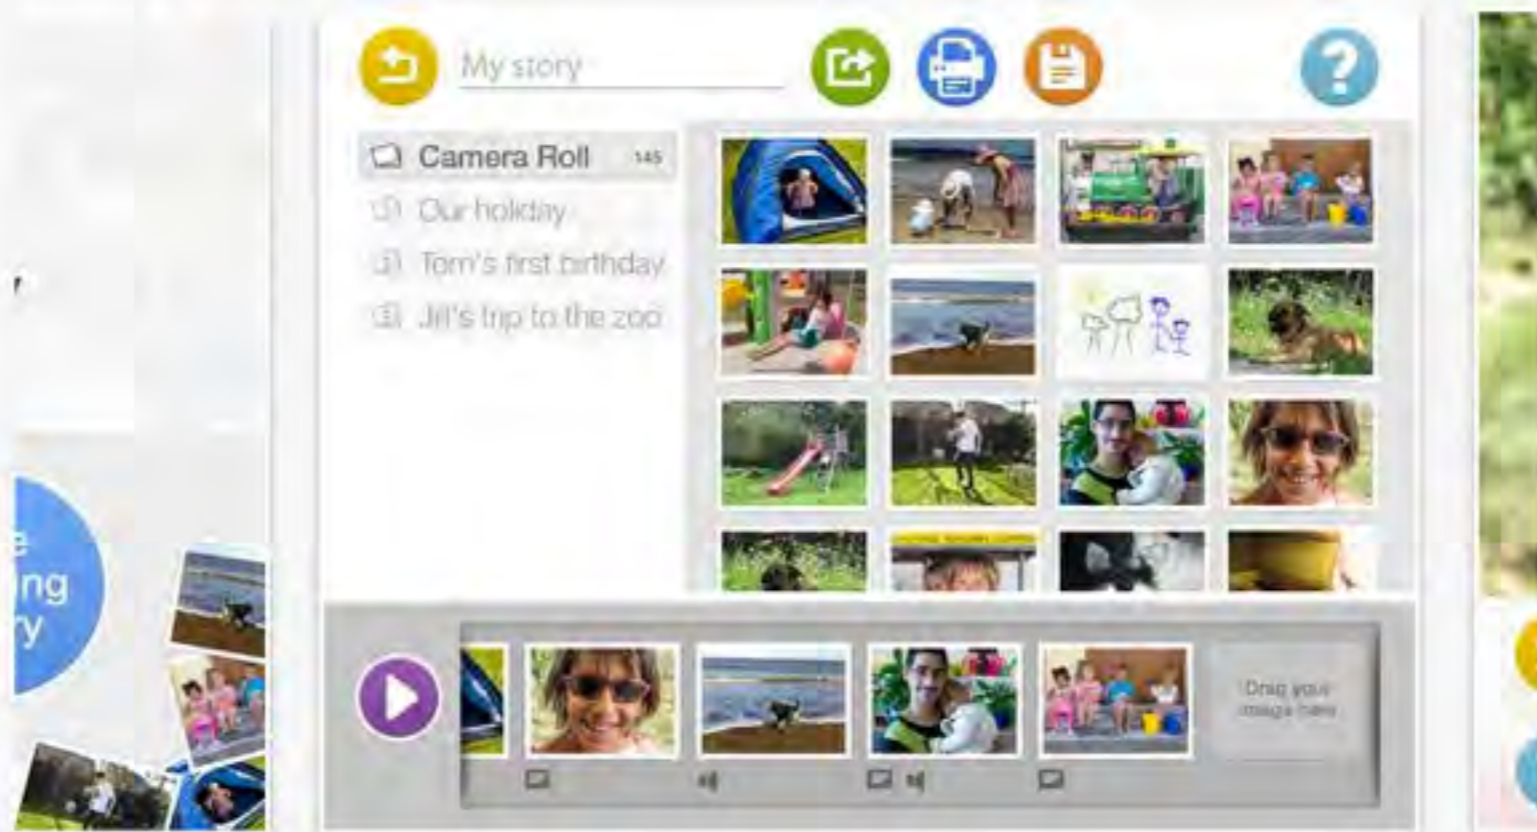 My story
Camera Roll 145
Our holiday
Tom's first birthday
Jill's trip to the zoo
ing
Drag your
image here